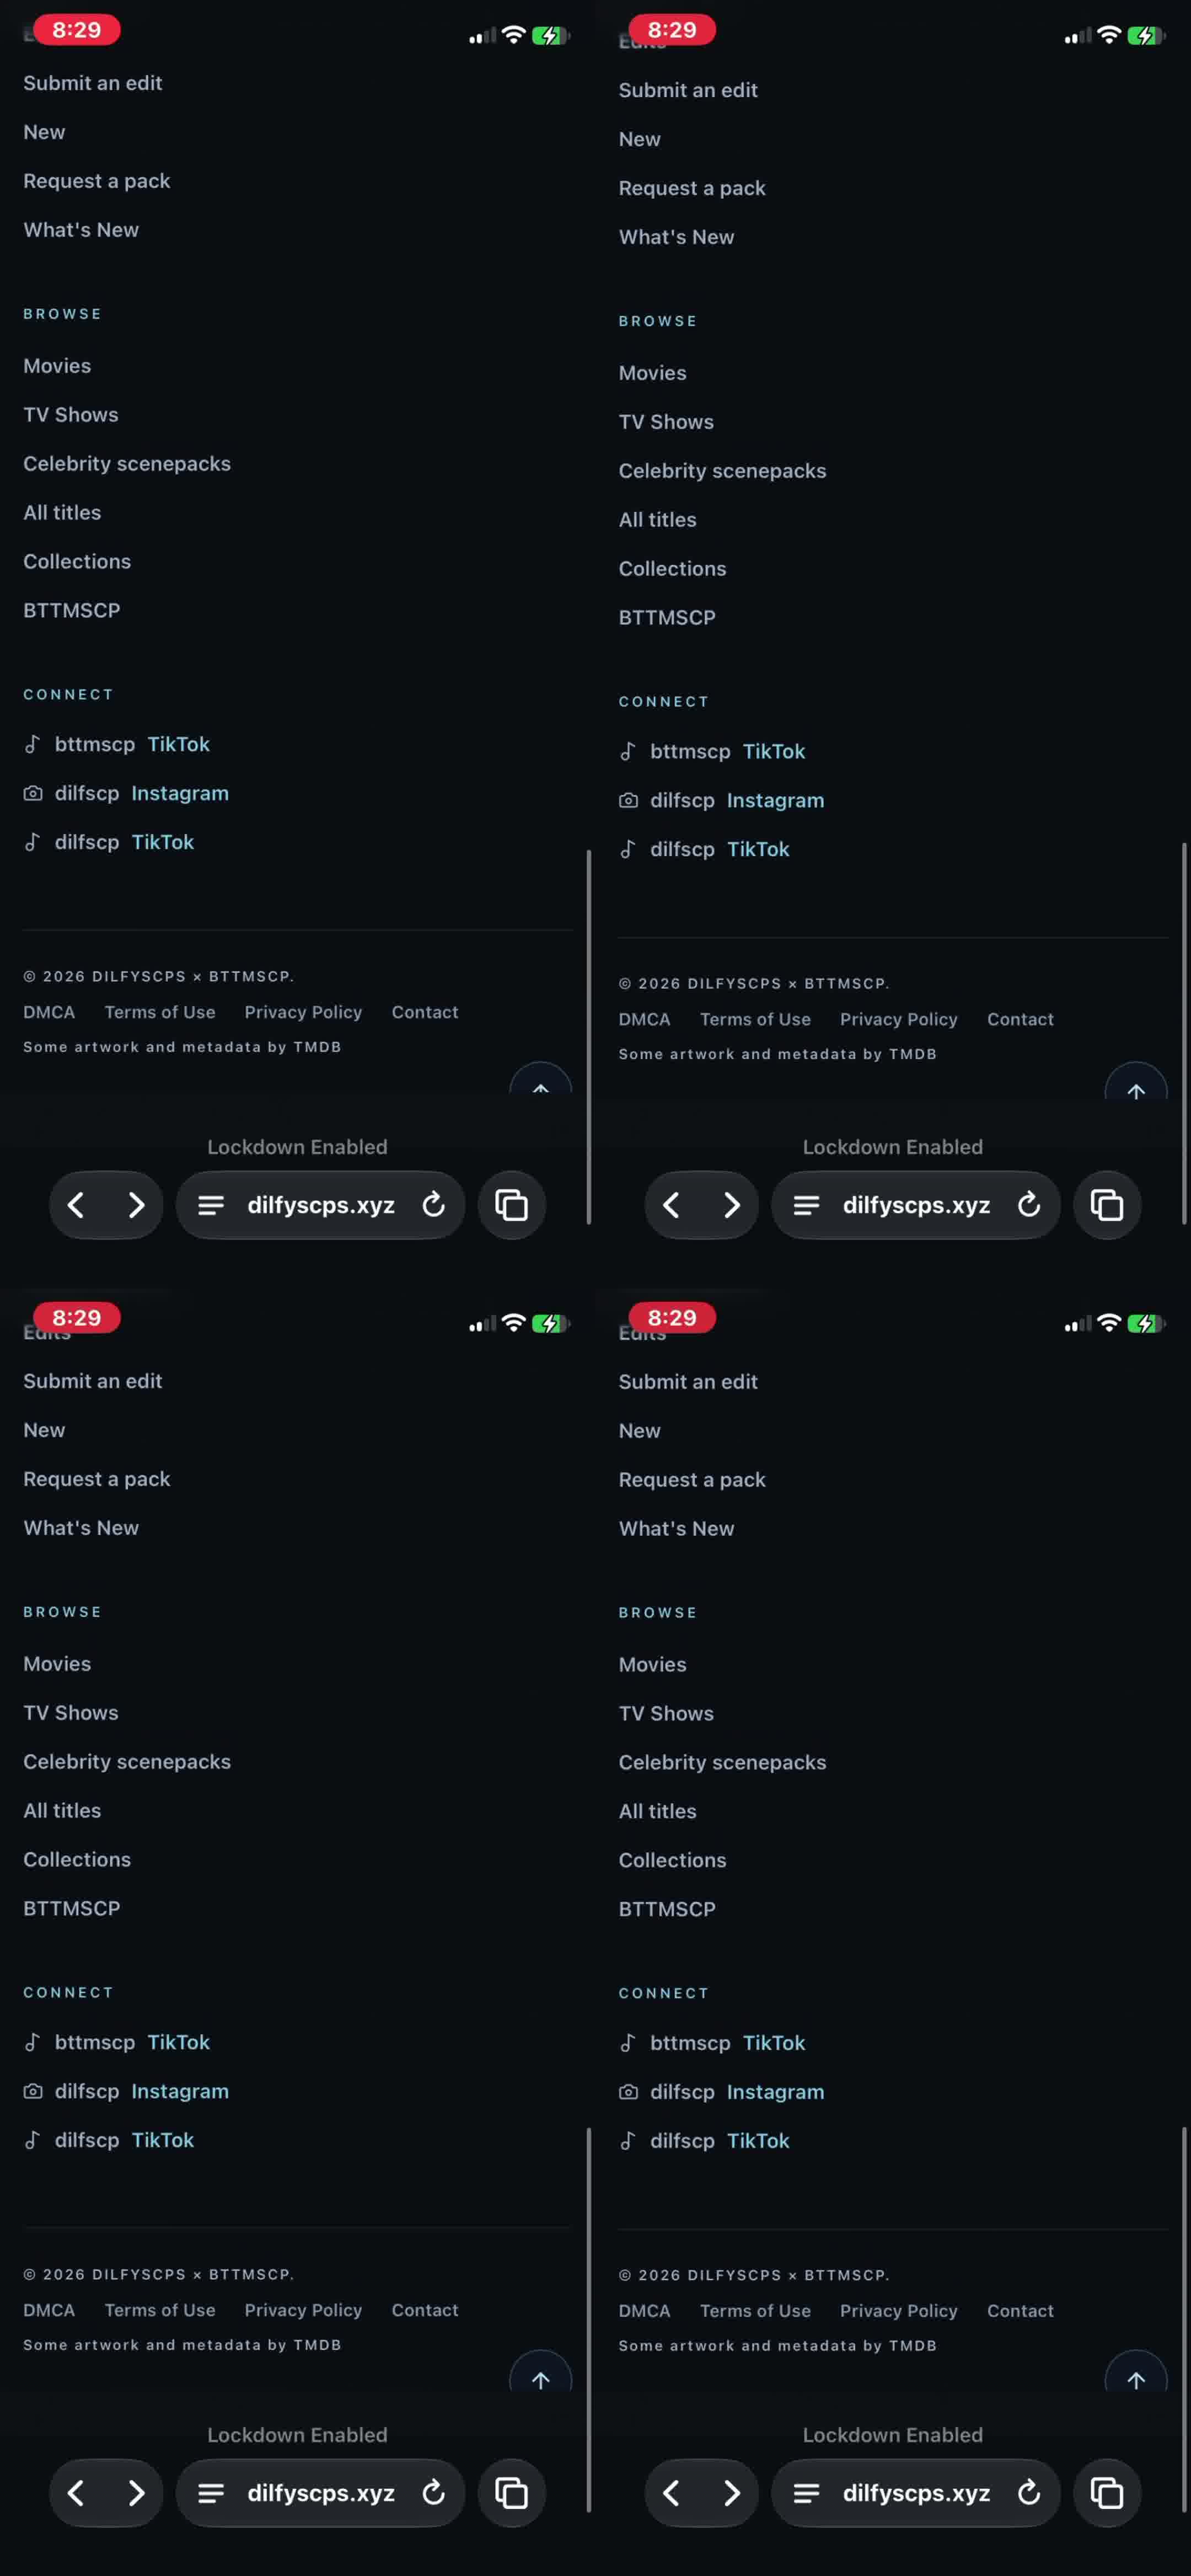 8:29
Submit an edit
New
Request a pack
What's New
BROWSE
Movies
TV Shows
Celebrity scenepacks
All titles
Collections
BTTMSCP
CONNECT
bttmscp TikTok
dilfscp Instagram
dilfscp TikTok
© 2026 DILFYSCPS × BTTMSCP.
DMCA Terms of Use Privacy Policy Contact
Some artwork and metadata by TMDB
Lockdown Enabled
dilfyscps.xyz
8:29
Edits
Submit an edit
New
Request a pack
What's New
BROWSE
Movies
TV Shows
Celebrity scenepacks
All titles
Collections
BTTMSCP
CONNECT
bttmscp TikTok
dilfscp Instagram
dilfscp TikTok
© 2026 DILFYSCPS × BTTMSCP.
DMCA Terms of Use Privacy Policy Contact
Some artwork and metadata by TMDB
Lockdown Enabled
dilfyscps.xyz
8:29
Edits
Submit an edit
New
Request a pack
What's New
BROWSE
Movies
TV Shows
Celebrity scenepacks
All titles
Collections
BTTMSCP
CONNECT
bttmscp TikTok
dilfscp Instagram
dilfscp TikTok
© 2026 DILFYSCPS × BTTMSCP.
DMCA Terms of Use Privacy Policy Contact
Some artwork and metadata by TMDB
Lockdown Enabled
dilfyscps.xyz
8:29
Edits
Submit an edit
New
Request a pack
What's New
BROWSE
Movies
TV Shows
Celebrity scenepacks
All titles
Collections
BTTMSCP
CONNECT
bttmscp TikTok
dilfscp Instagram
dilfscp TikTok
© 2026 DILFYSCPS × BTTMSCP.
DMCA Terms of Use Privacy Policy Contact
Some artwork and metadata by TMDB
Lockdown Enabled
dilfyscps.xyz